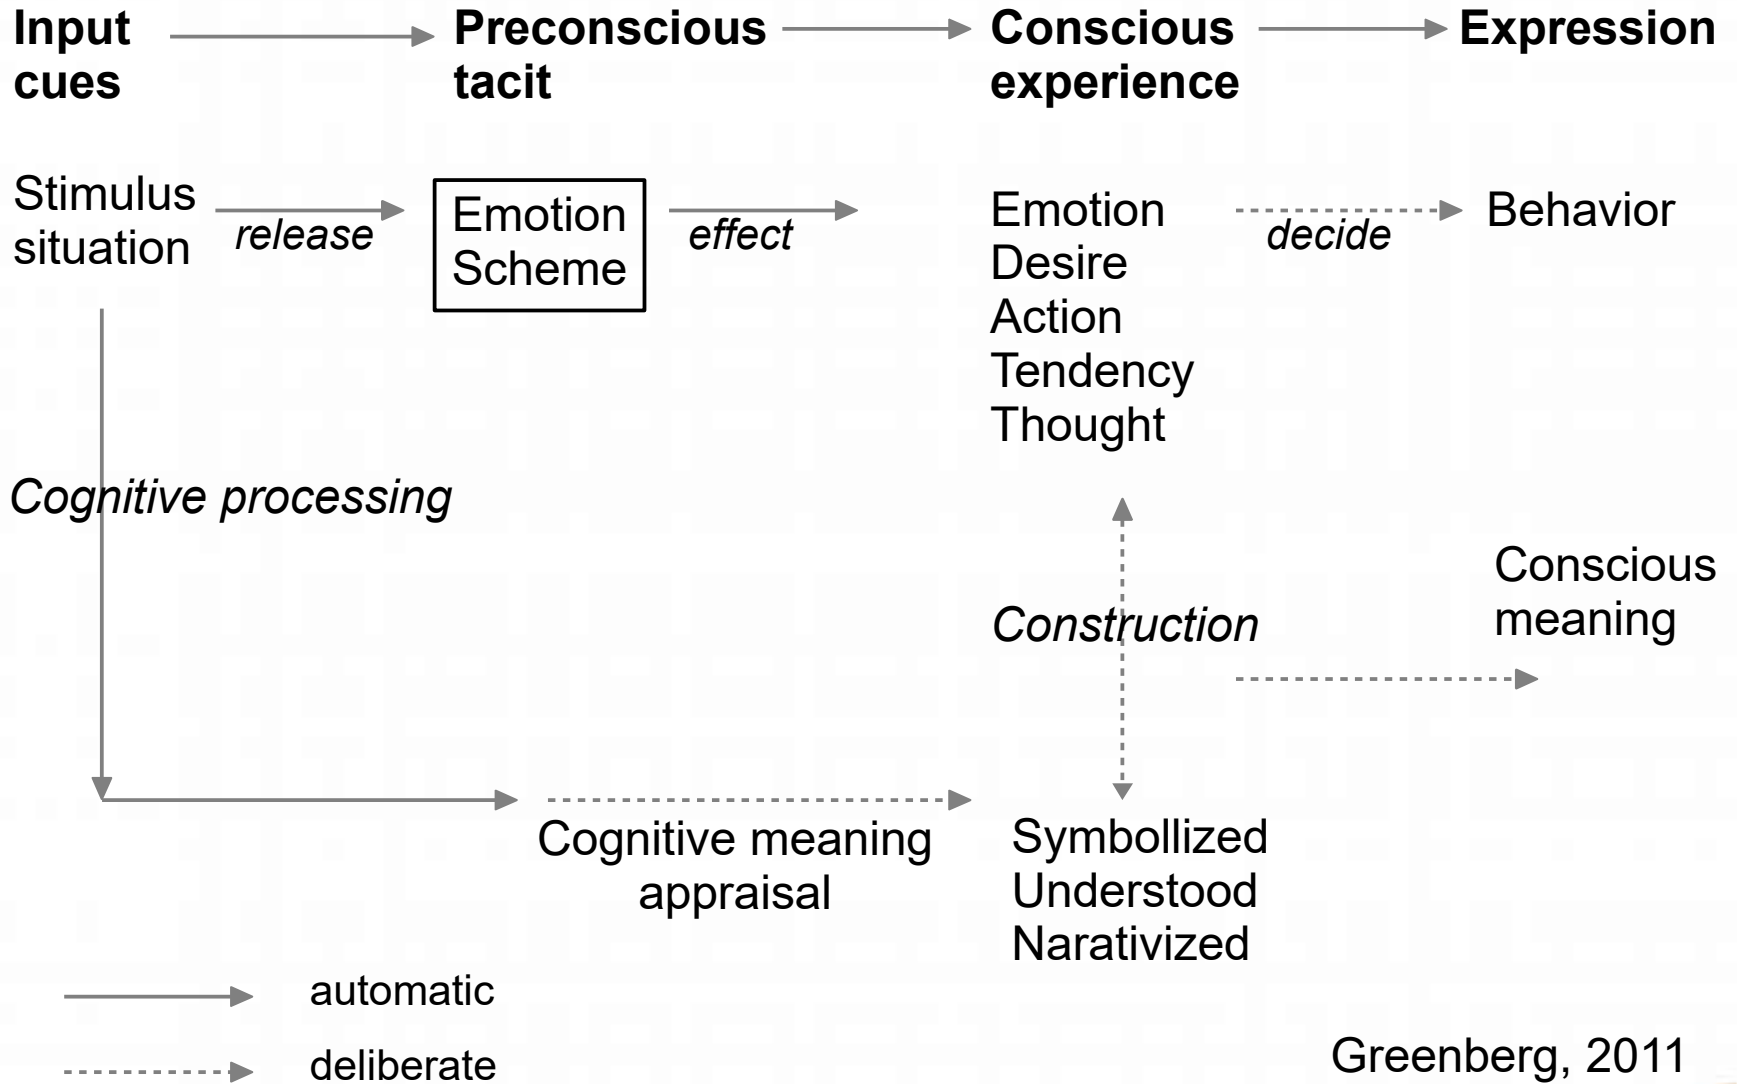 Input
cues
Preconscious
tacit
Conscious
experience
Expression
Stimulus
situation
release
Emotion
Scheme
effect
Emotion
Desire
Action
Tendency
Thought
decide
Behavior
Cognitive processing
Construction
Conscious
meaning
Cognitive meaning
appraisal
Symbollized
Understood
Narativized
automatic
deliberate
Greenberg, 2011